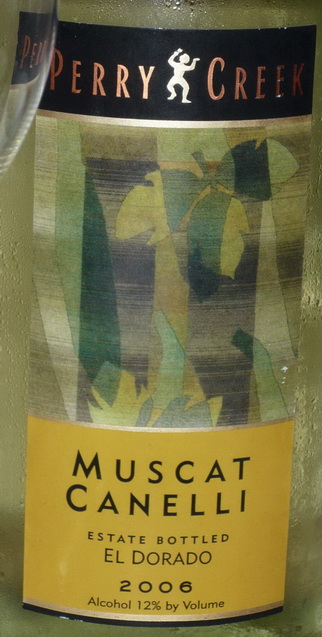 PERRY CREEK
MUSCAT
CANELLI
ESTATE BOTTLED
EL DORADO
2006
Alcohol 12% by Volume